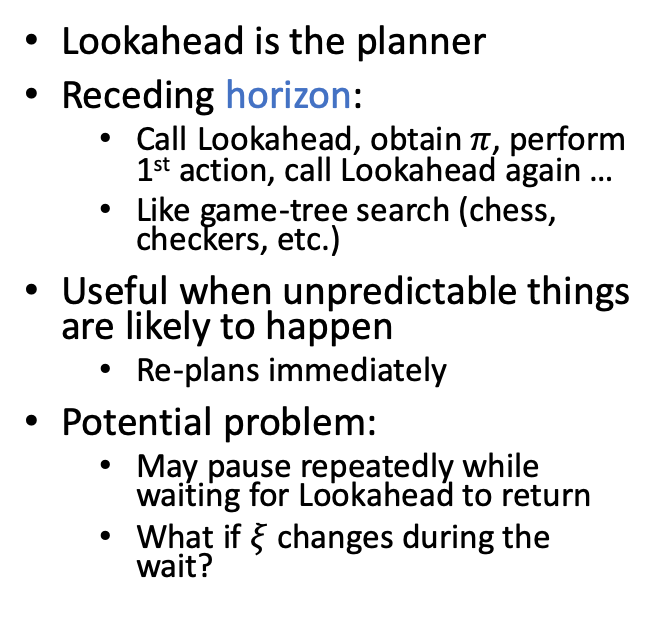 • Lookahead is the planner
• Receding horizon:
• Call Lookahead, obtain π, perform
1st action, call Lookahead again ...
• Like game-tree search (chess,
checkers, etc.)
• Useful when unpredictable things
are likely to happen
• Re-plans immediately
• Potential problem:
• May pause repeatedly while
waiting for Lookahead to return
• What if ξ changes during the
wait?